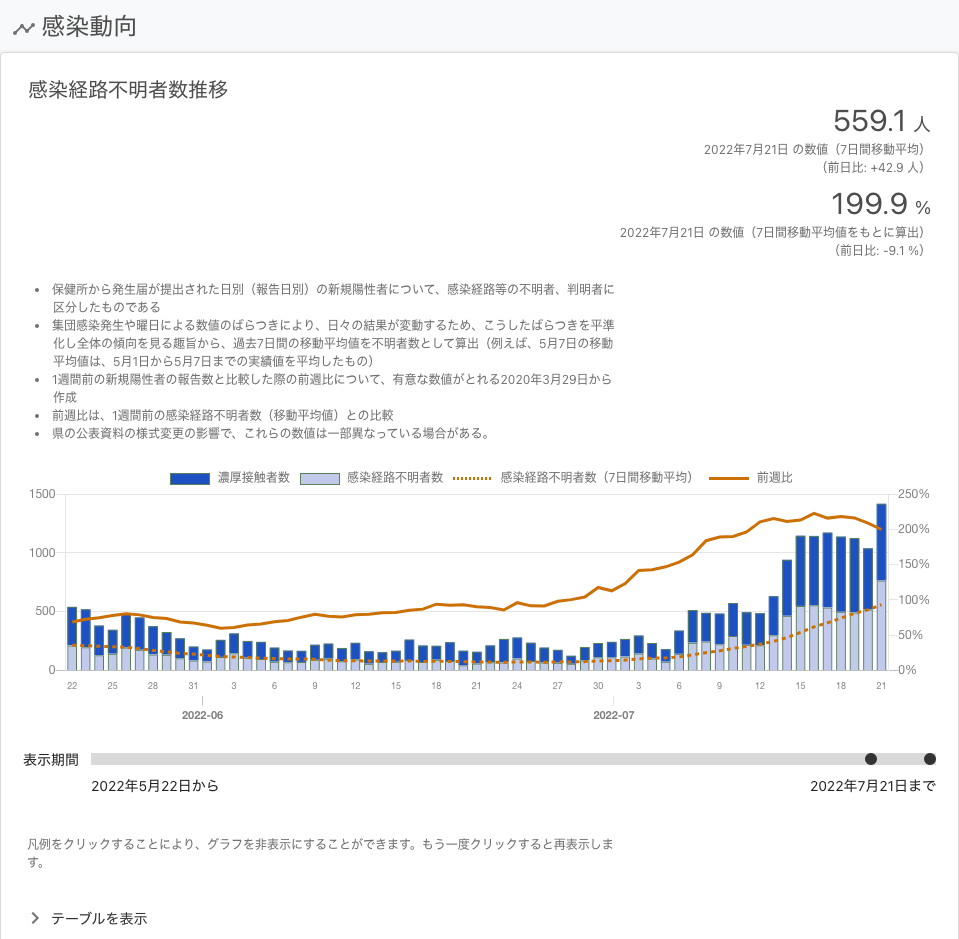 感染動向
感染経路不明者数推移
559.1 人
2022年7月21日 の数値（7日間移動平均）
（前日比: +42.9 人）
199.9 %
2022年7月21日 の数値（7日間移動平均値をもとに算出）
（前日比: -9.1 %）
• 保健所から発生届が提出された日別（報告日別）の新規陽性者について、感染経路等の不明者、判明者に
区分したものである
• 集団感染発生や曜日による数値のばらつきにより、日々の結果が変動するため、こうしたばらつきを平準
化し全体の傾向を見る趣旨から、過去7日間の移動平均値を不明者数として算出（例えば、5月7日の移動
平均値は、5月1日から5月7日までの実績値を平均したもの）
• 1週間前の新規陽性者の報告数と比較した際の前週比について、有意な数値がとれる2020年3月29日から
作成
• 前週比は、1週間前の感染経路不明者数（移動平均値）との比較
• 県の公表資料の様式変更の影響で、これらの数値は一部異なっている場合がある。
濃厚接触者数 感染経路不明者数 感染経路不明者数（7日間移動平均） 前週比
1500 250%
200%
1000
150%
500 100%
50%
0 0%
22 25 28 31 3 6 9 12 15 18 21 24 27 30 3 6 9 12 15 18 21
2022-06 2022-07
表示期間
2022年5月22日から 2022年7月21日まで
凡例をクリックすることにより、グラフを非表示にすることができます。もう一度クリックすると再表示しま
す。
テーブルを表示